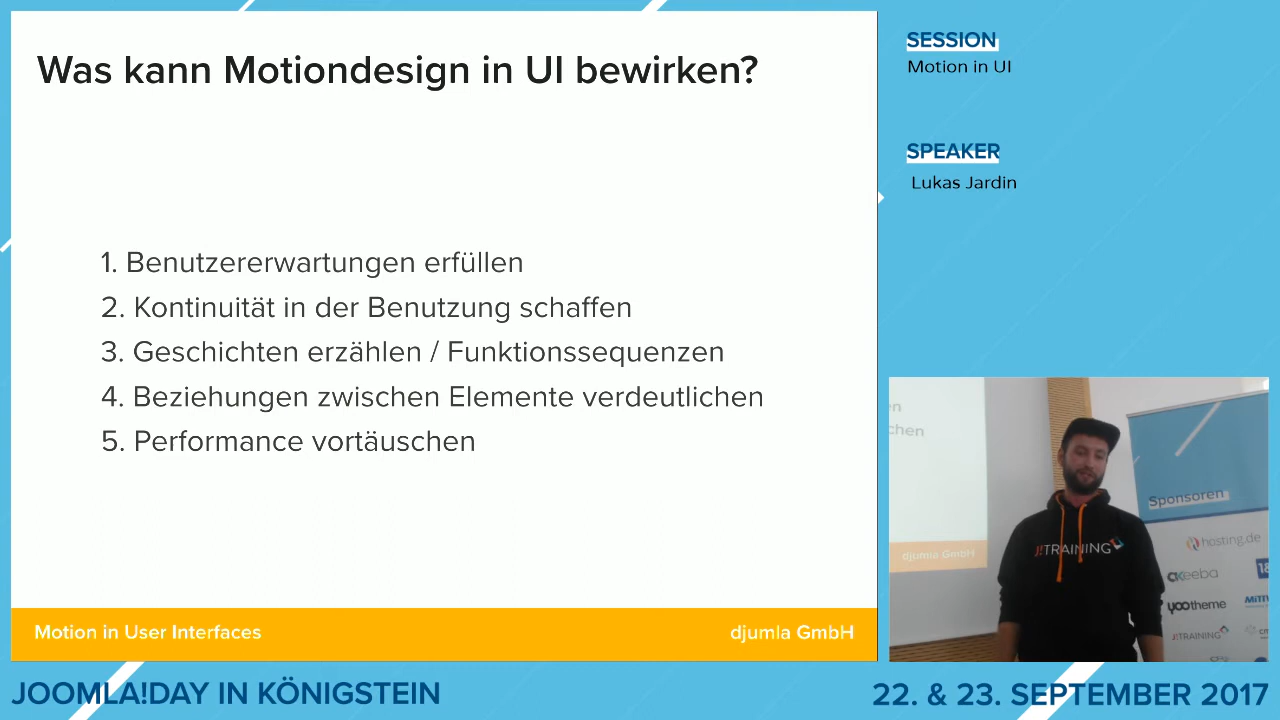 Was kann Motiondesign in UI bewirken?
1. Benutzererwartungen erfüllen
2. Kontinuität in der Benutzung schaffen
3. Geschichten erzählen / Funktionssequenzen
4. Beziehungen zwischen Elemente verdeutlichen
5. Performance vortäuschen
Motion in User Interfaces
djumla GmbH
SESSION
Motion in UI
SPEAKER
Lukas Jardin
chen
djumla GmbH
J!TRAINING
Sponsoren
hosting.de
akeeba
yootheme
J!TRAINING
JOOMLA!DAY IN KÖNIGSTEIN
22. & 23. SEPTEMBER 2017